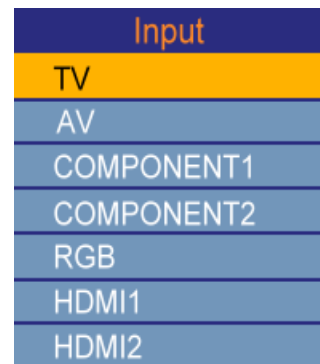 Input
TV
AV
COMPONENT1
COMPONENT2
RGB
HDMI1
HDMI2